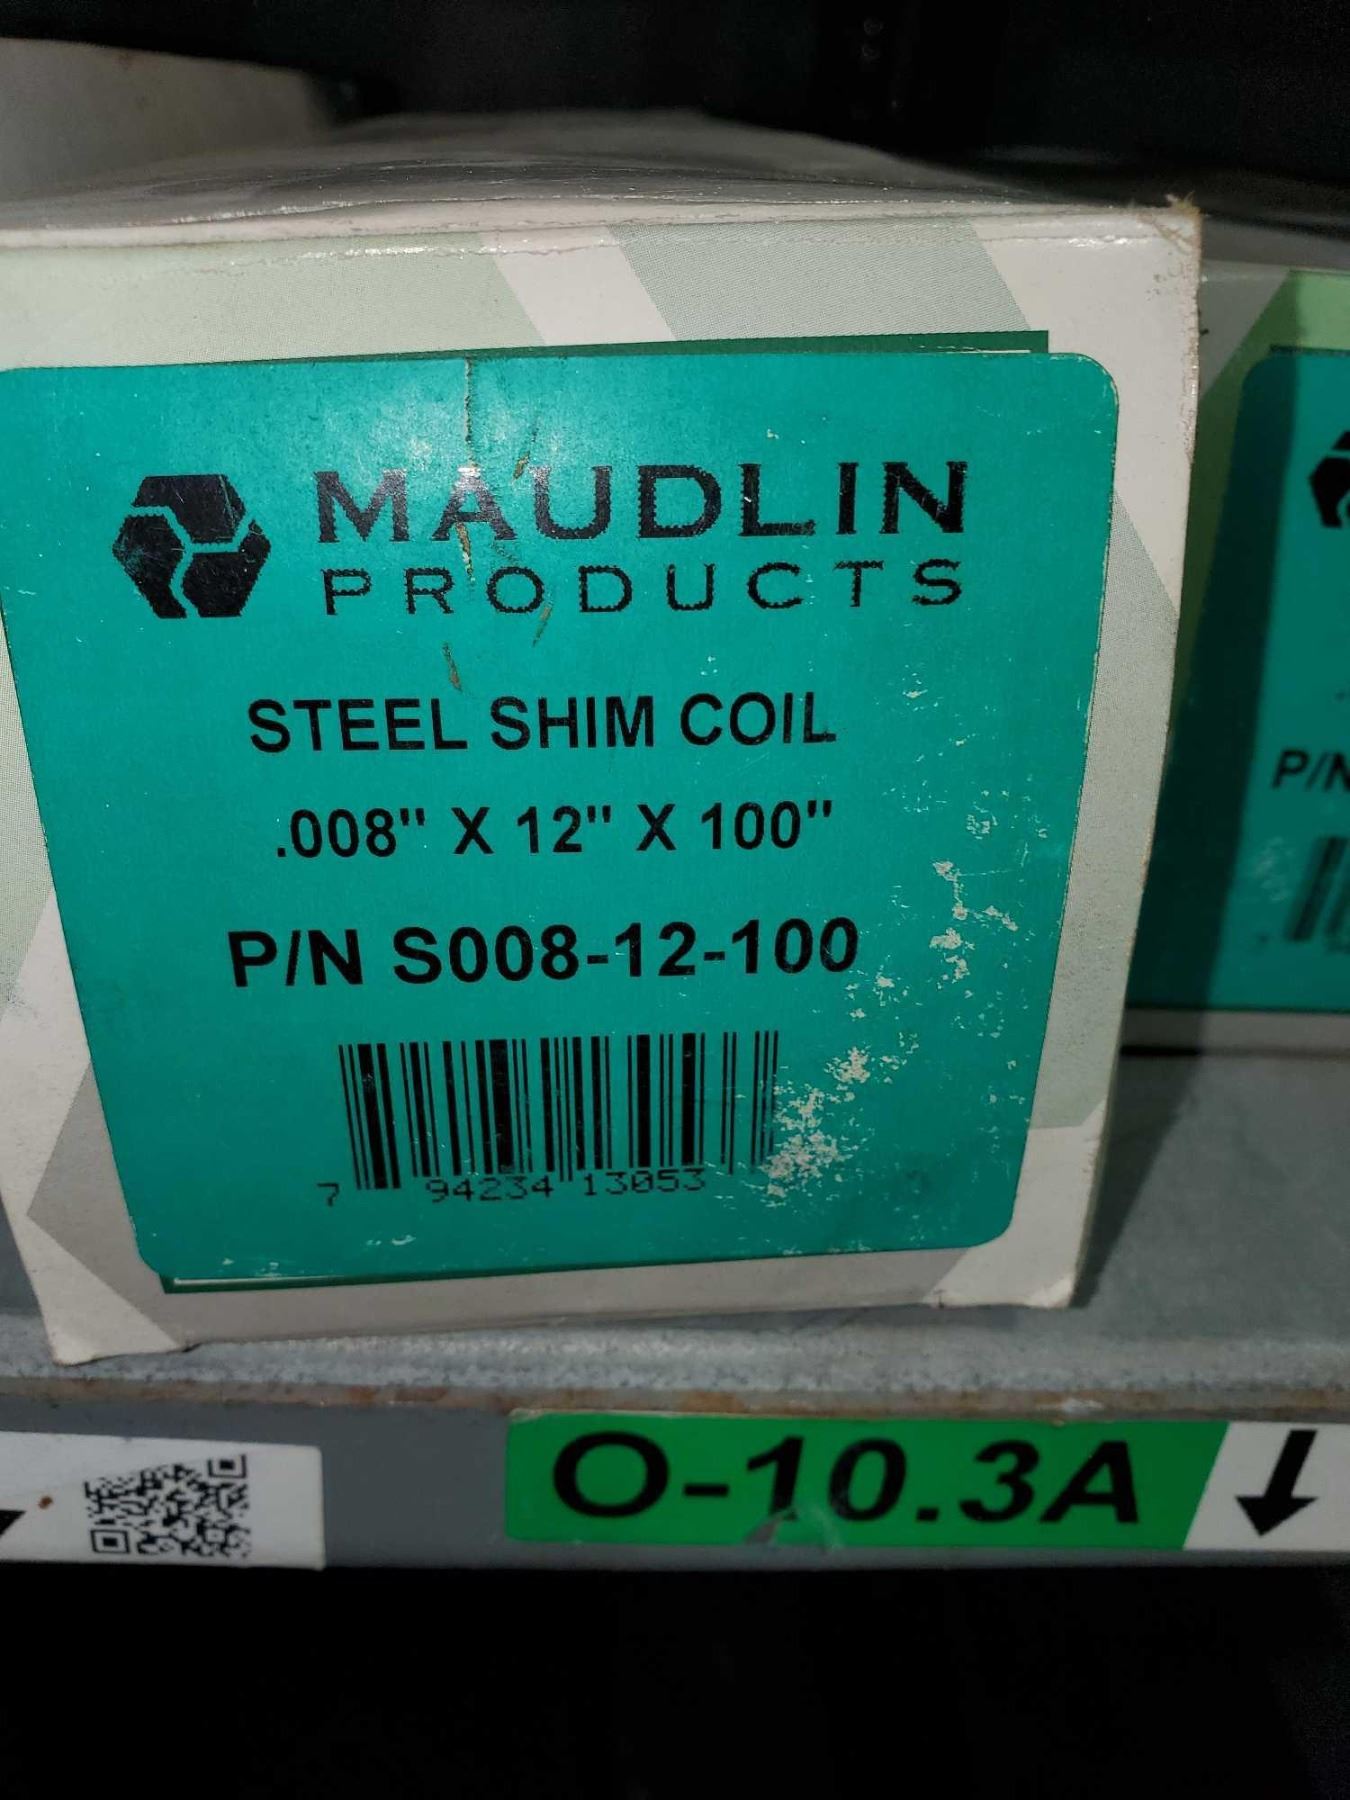 MAUDLIN
PRODUCTS
STEEL SHIM COIL
.008" X 12" X 100"
P/N S008-12-100
7 94234 13053
P/N
O-10.3A